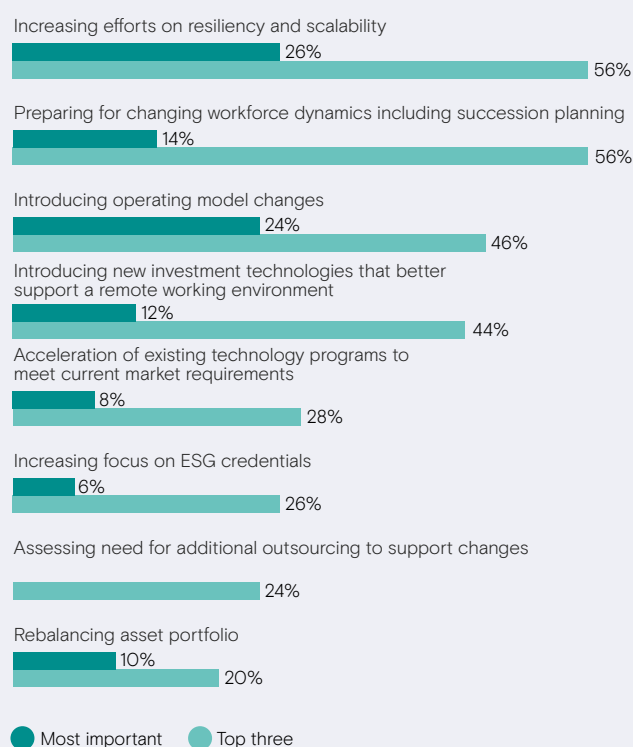 Increasing efforts on resiliency and scalability
26%
56%
Preparing for changing workforce dynamics including succession planning
14%
56%
Introducing operating model changes
24%
46%
Introducing new investment technologies that better
support a remote working environment
12%
44%
Acceleration of existing technology programs to
meet current market requirements
8%
28%
Increasing focus on ESG credentials
6%
26%
Assessing need for additional outsourcing to support changes
24%
Rebalancing asset portfolio
10%
20%
Most important Top three